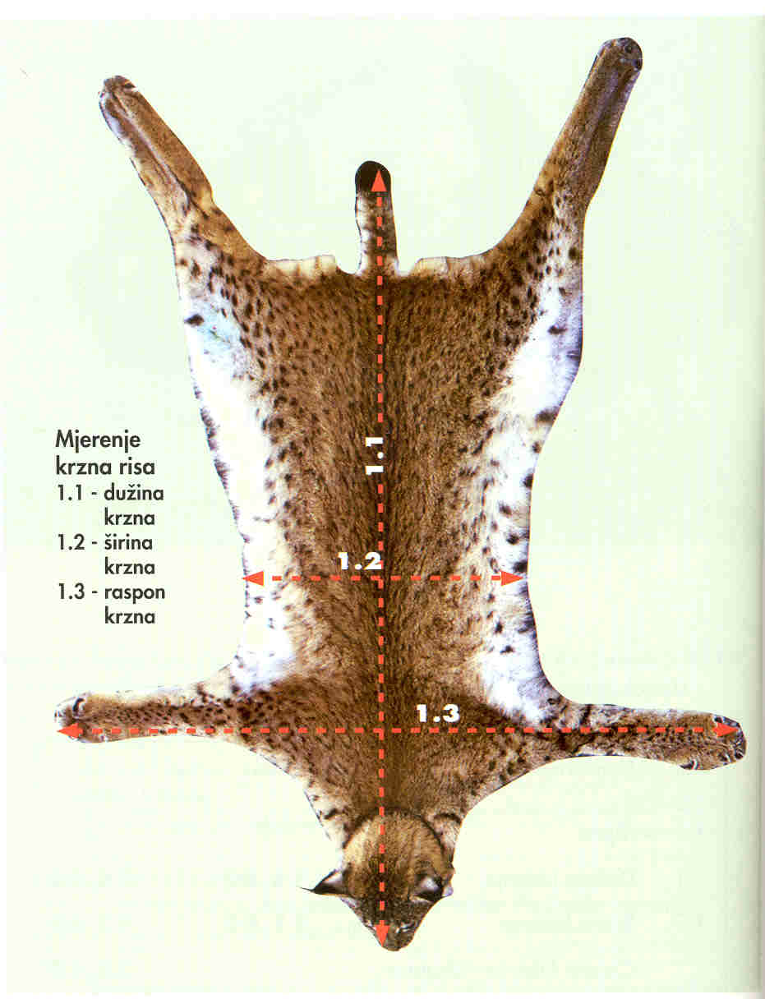 Mjerenje
krzna risa
1.1 - dužina
krzna
1.2 - širina
krzna
1.3 - raspon
krzna
1.1
1.2
1.3